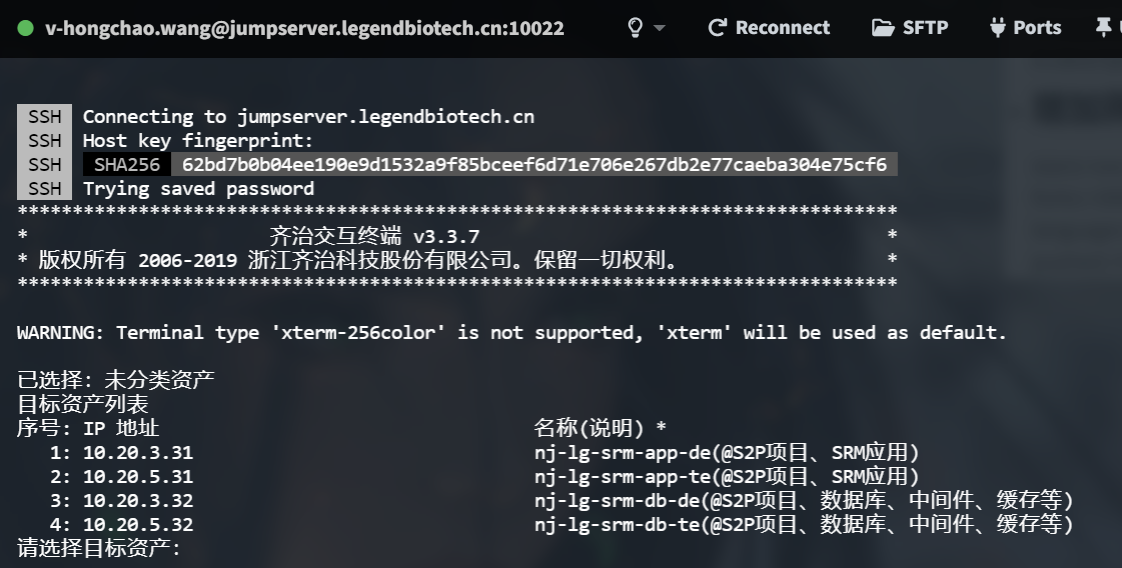 v-hongchao.wang@jumpserver.legendbiotech.cn:10022 Reconnect SFTP Ports
SSH Connecting to jumpserver.legendbiotech.cn
SSH Host key fingerprint:
SSH SHA256 62bd7b0b04ee190e9d1532a9f85bceef6d71e706e267db2e77caeba304e75cf6
SSH Trying saved password
********************************************************************************
* 齐治交互终端 v3.3.7 *
* 版权所有 2006-2019 浙江齐治科技股份有限公司。保留一切权利。 *
********************************************************************************
WARNING: Terminal type 'xterm-256color' is not supported, 'xterm' will be used as default.
已选择: 未分类资产
目标资产列表
序号: IP 地址 名称(说明) *
1: 10.20.3.31 nj-lg-srm-app-de(@S2P项目、SRM应用)
2: 10.20.5.31 nj-lg-srm-app-te(@S2P项目、SRM应用)
3: 10.20.3.32 nj-lg-srm-db-de(@S2P项目、数据库、中间件、缓存等)
4: 10.20.5.32 nj-lg-srm-db-te(@S2P项目、数据库、中间件、缓存等)
请选择目标资产: